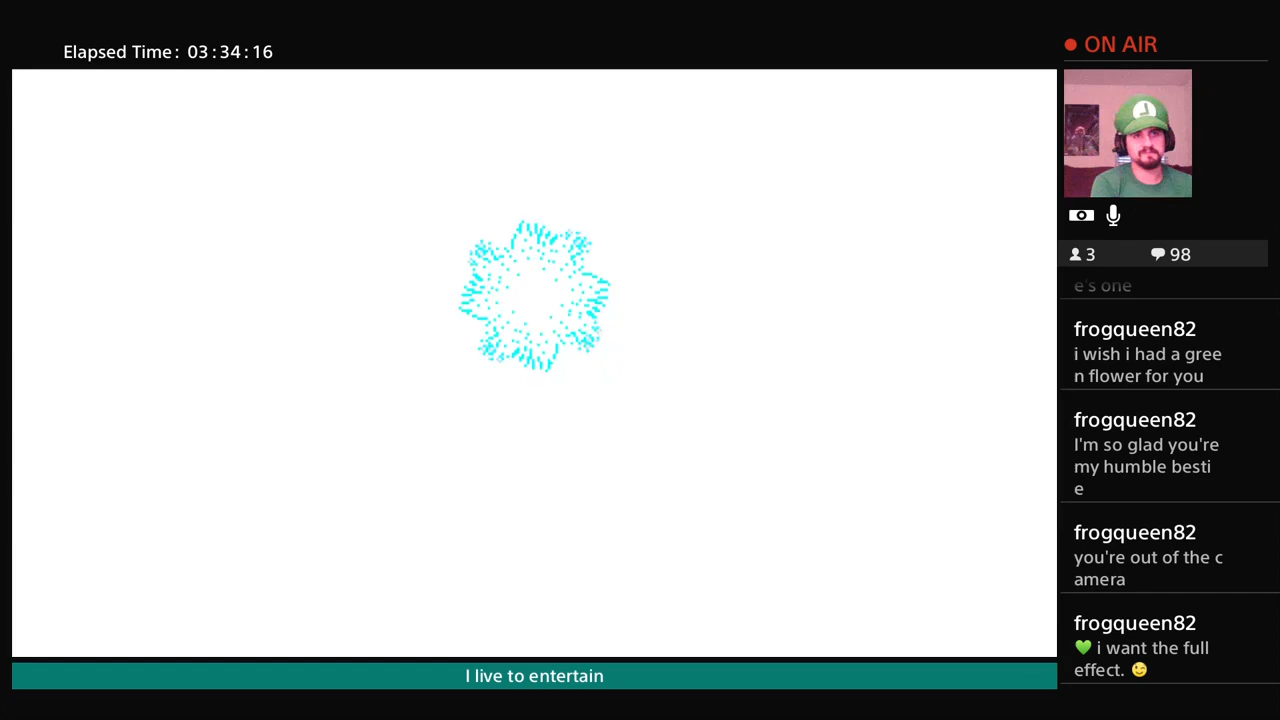 Elapsed Time: 03:34:16
ON AIR
3
98
e's one
frogqueen82
i wish i had a gree
n flower for you
frogqueen82
I'm so glad you're
my humble besti
e
frogqueen82
you're out of the c
amera
frogqueen82
💚 i want the full
effect. 😉
I live to entertain